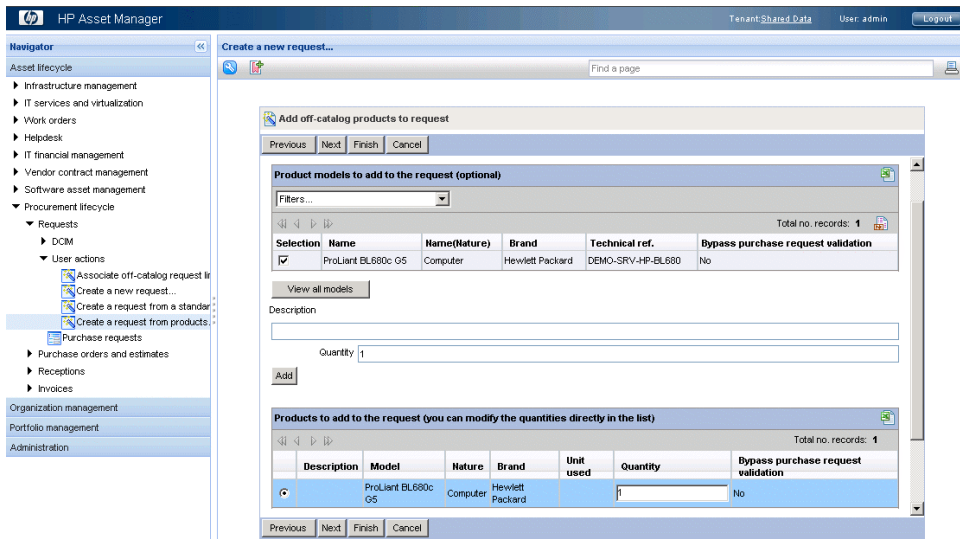 HP Asset Manager
Tenant:Shared Data User: admin Logout
Navigator
Asset lifecycle
Infrastructure management
IT services and virtualization
Work orders
Helpdesk
IT financial management
Vendor contract management
Software asset management
Procurement lifecycle
Requests
DCIM
User actions
Associate off-catalog request lir
Create a new request...
Create a request from a standar
Create a request from products.
Purchase requests
Purchase orders and estimates
Receptions
Invoices
Organization management
Portfolio management
Administration
Create a new request...
Find a page
Add off-catalog products to request
Previous Next Finish Cancel
Product models to add to the request (optional)
Filters...
Total no. records: 1
Selection Name Name(Nature) Brand Technical ref. Bypass purchase request validation
ProLiant BL680c G5 Computer Hewlett Packard DEMO-SRV-HP-BL680 No
View all models
Description
Quantity 1
Add
Products to add to the request (you can modify the quantities directly in the list)
Total no. records: 1
Description Model Nature Brand Unit used Quantity Bypass purchase request validation
ProLiant BL680c G5 Computer Hewlett Packard 1 No
Previous Next Finish Cancel